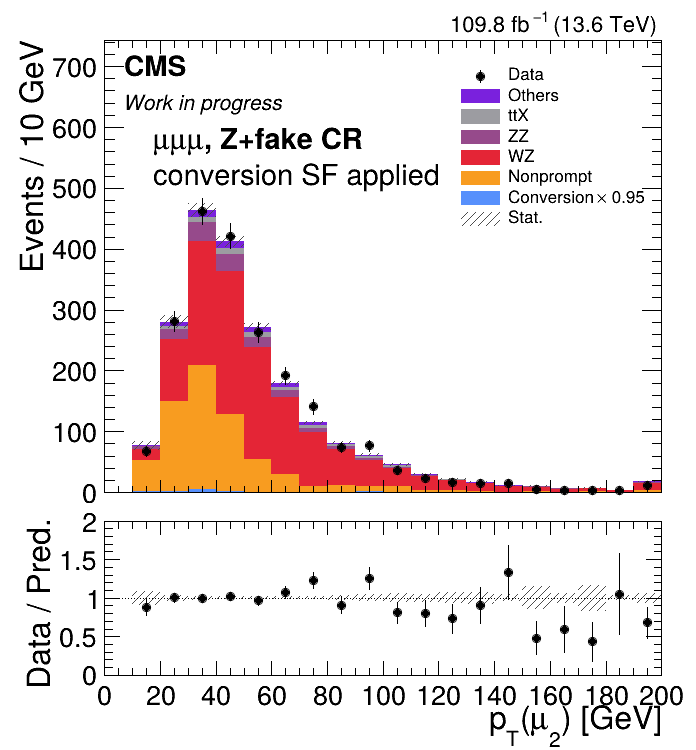 109.8 fb⁻¹ (13.6 TeV)
CMS
Work in progress
μμμ, Z+fake CR
conversion SF applied
Data
Others
ttX
ZZ
WZ
Nonprompt
Conversion × 0.95
Stat.
Events / 10 GeV
700
600
500
400
300
200
100
0
Data / Pred.
2
1.5
1
0.5
0
0 20 40 60 80 100 120 140 160 180 200
p_T(μ_2) [GeV]